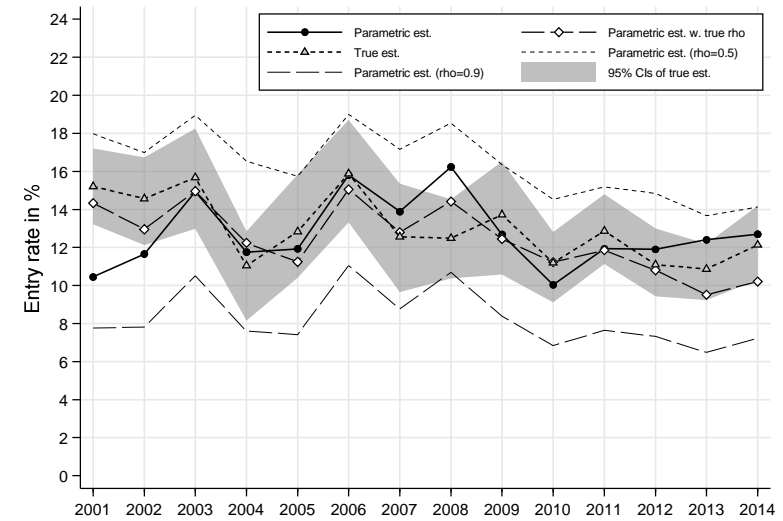 Entry rate in %
24
22
20
18
16
14
12
10
8
6
4
2
0
Parametric est.
Parametric est. w. true rho
True est.
Parametric est. (rho=0.5)
Parametric est. (rho=0.9)
95% CIs of true est.
2001 2002 2003 2004 2005 2006 2007 2008 2009 2010 2011 2012 2013 2014